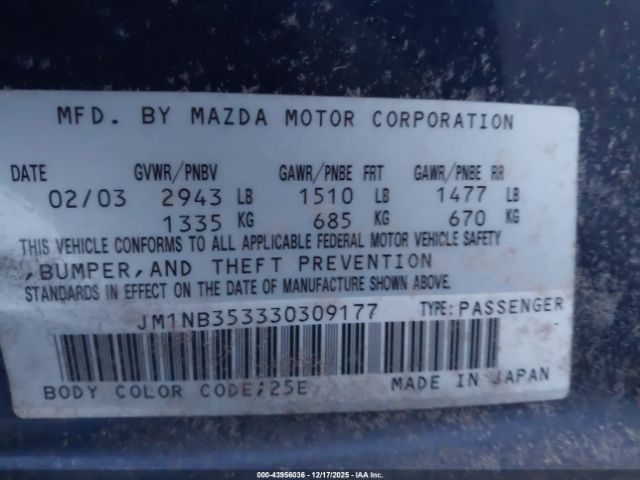 MFD. BY MAZDA MOTOR CORPORATION
DATE GVWR/PNBV GAWR/PNBE FRT GAWR/PNBE RR
02/03 2943 LB 1510 LB 1477 LB
1335 KG 685 KG 670 KG
THIS VEHICLE CONFORMS TO ALL APPLICABLE FEDERAL MOTOR VEHICLE SAFETY
,BUMPER,AND THEFT PREVENTION
STANDARDS IN EFFECT ON THE DATE OF MANUFACTURE SHOWN ABOVE.
JM1NB353330309177 TYPE:PASSENGER
BODY COLOR CODE;25E MADE IN JAPAN
000-43956036 - 12/17/2025 - IAAI.com